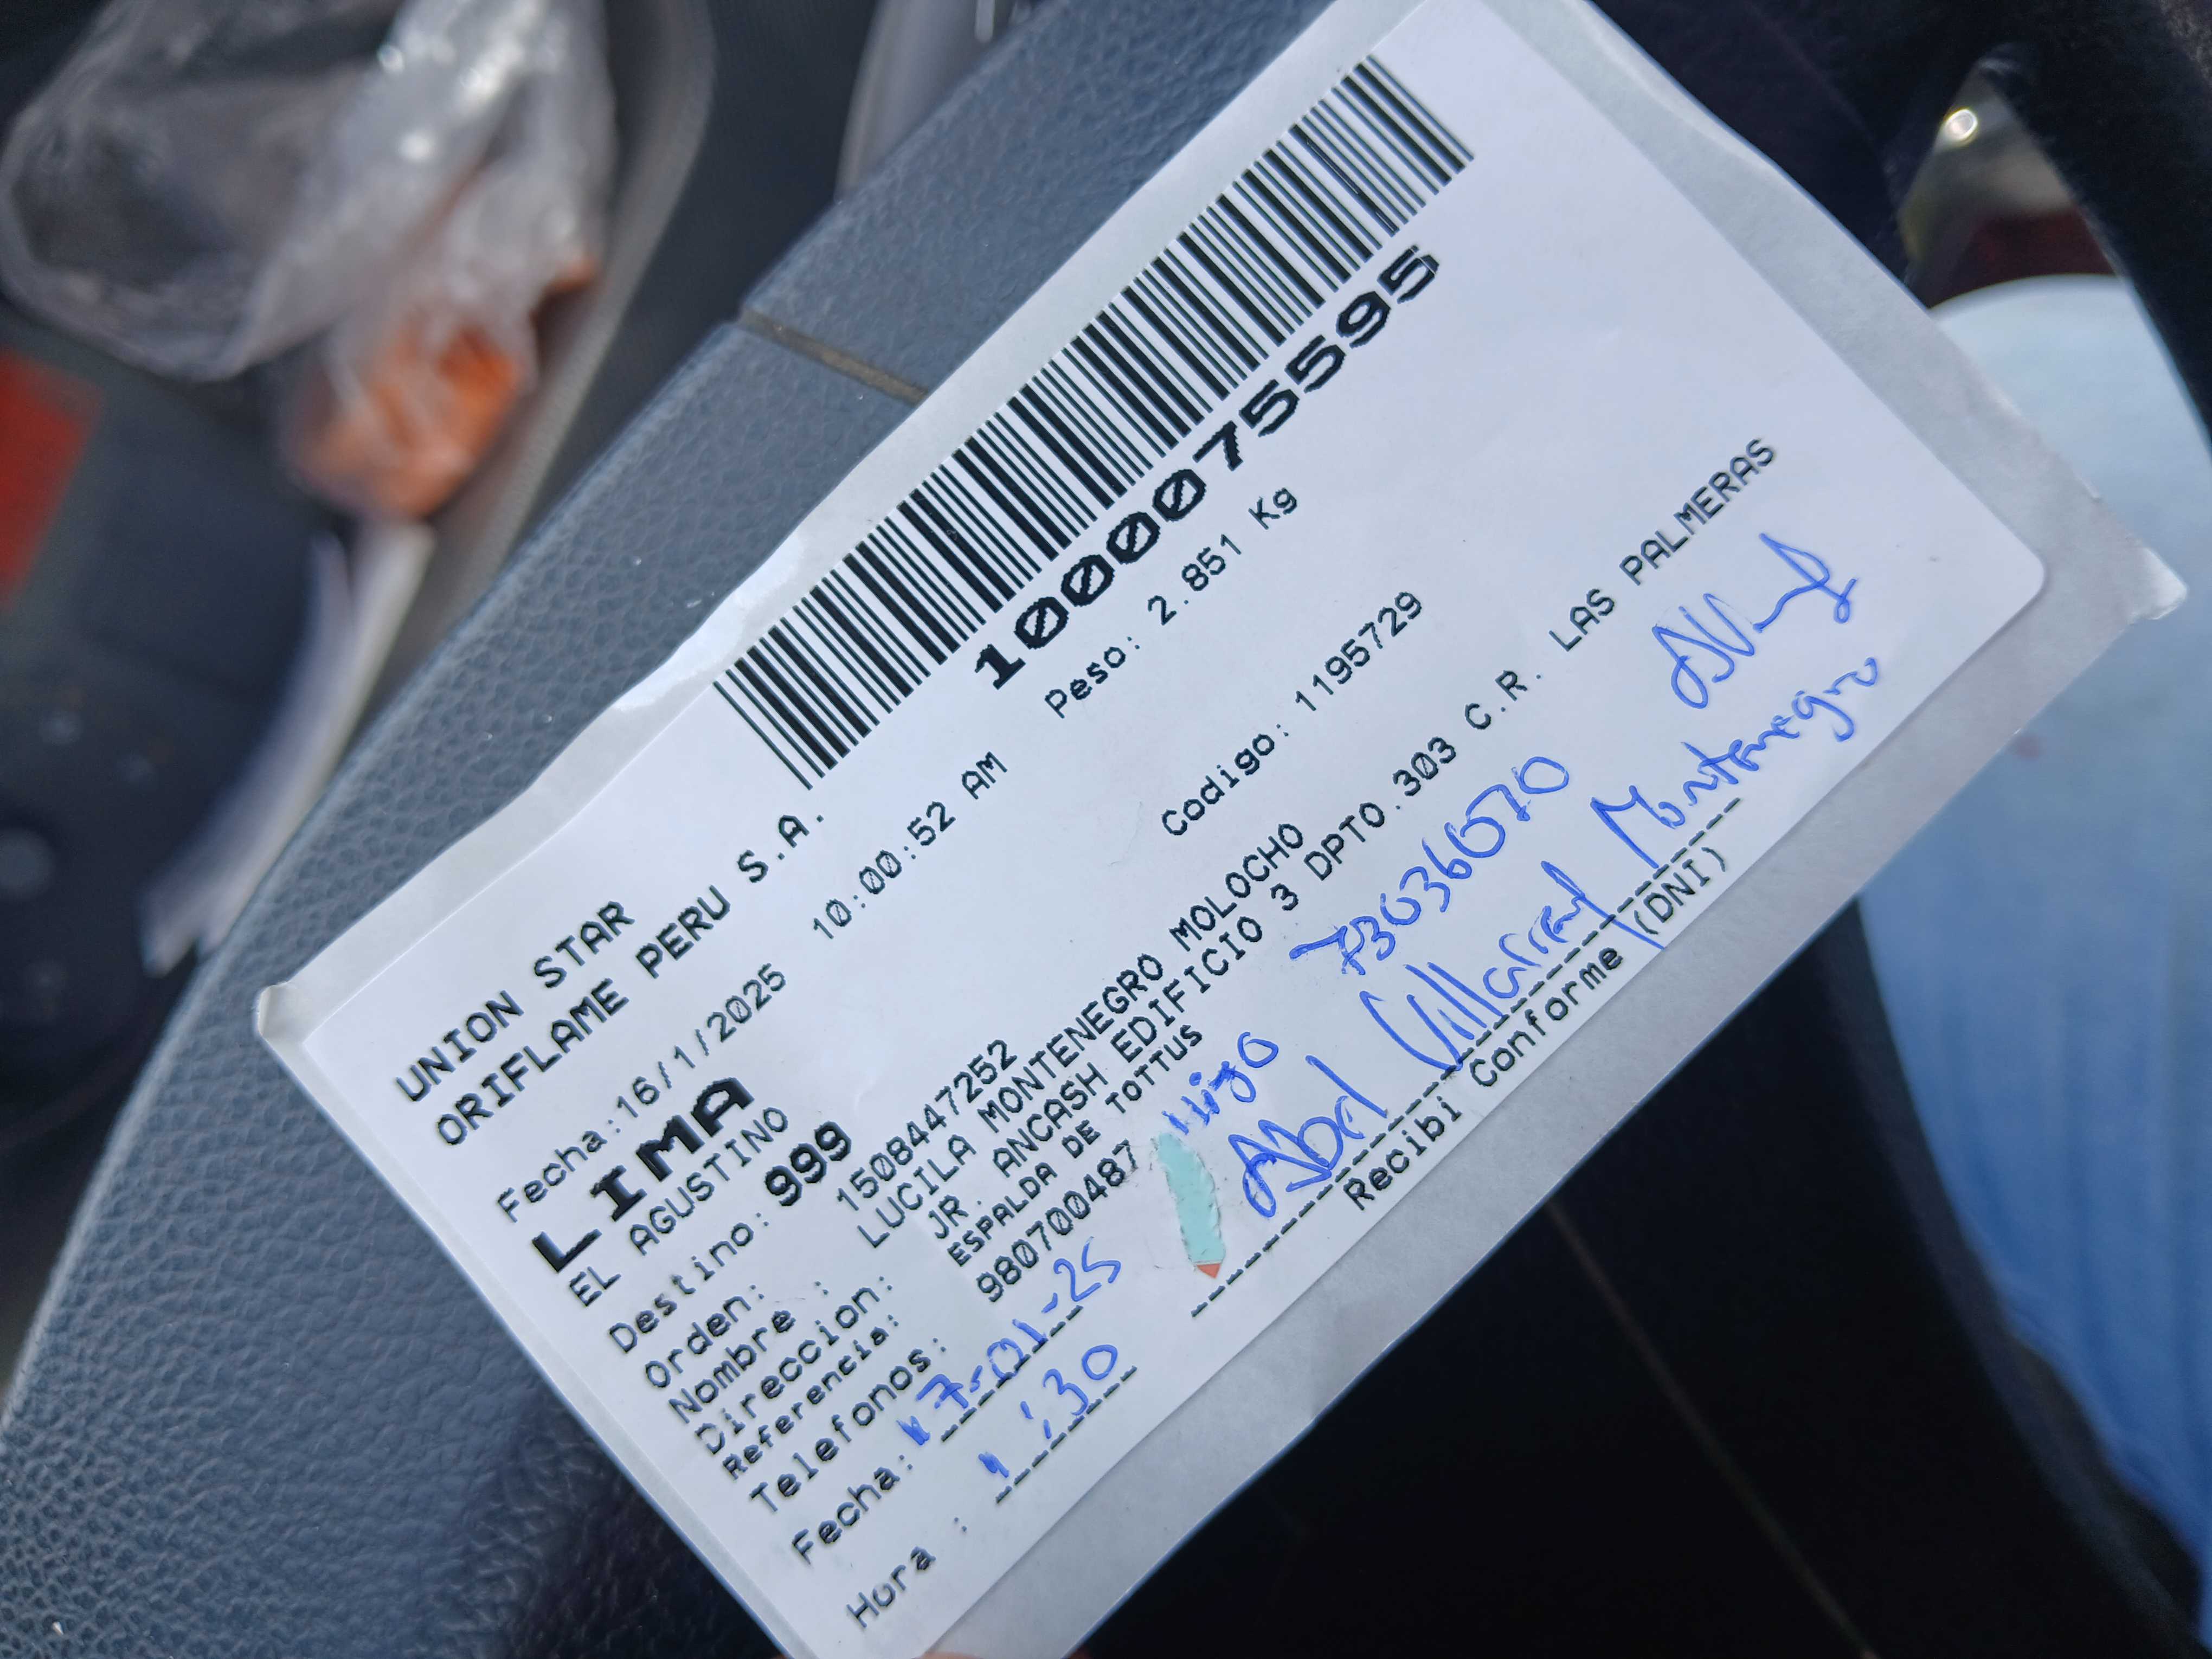 1000075595
UNION STAR
ORIFLAME PERU S.A.
Fecha:16/1/2025 10:00:52 AM Peso: 2.851 Kg
LIMA
EL AGUSTINO
Destino: 999 Codigo: 1195729
Orden: 1508447252
Nombre : LUCILA MONTENEGRO MOLOCHO
Direccion: JR. ANCASH EDIFICIO 3 DPTO.303 C.R. LAS PALMERAS
Referencia: ESPALDA DE TOTTUS
Telefonos: 980700487
Hijo 73036070
Fecha: 17-01-25 Abel Villarreal Montenegro
Hora : 1:30 Recibi Conforme (DNI)